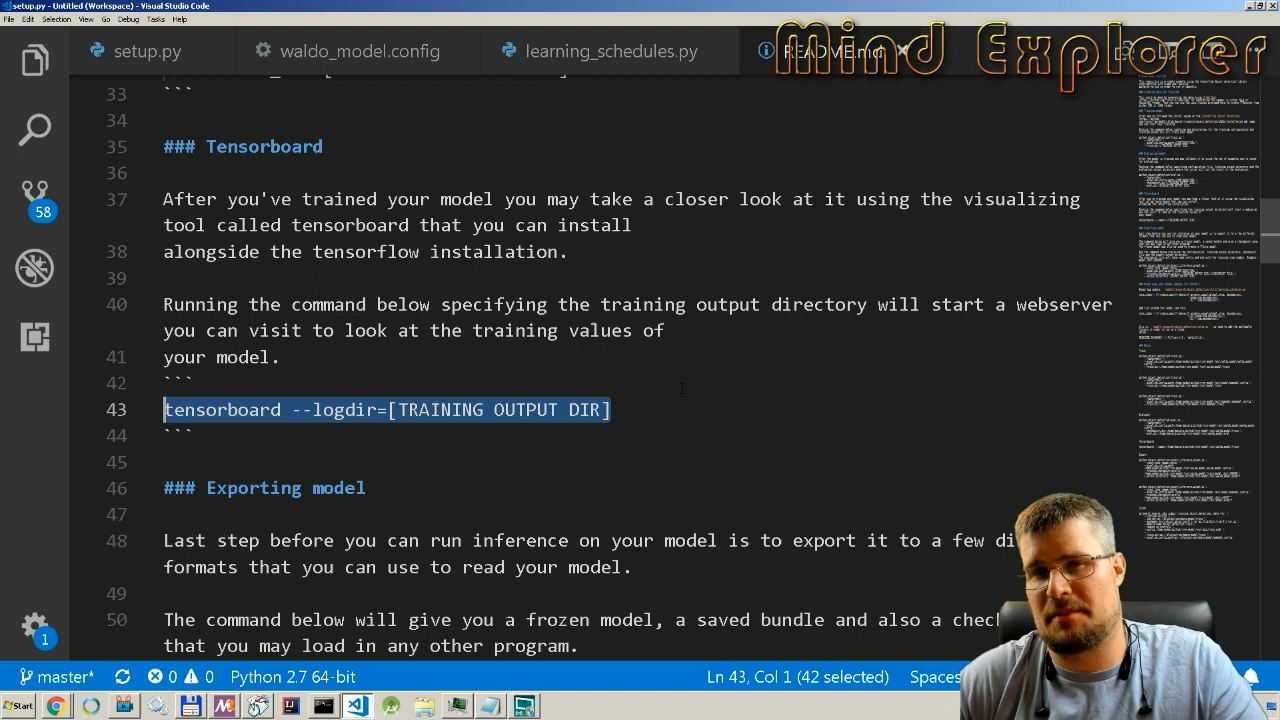 setup.py - Untitled (Workspace) - Visual Studio Code
File Edit Selection View Go Debug Tasks Help
setup.py waldo_model.config learning_schedules.py README.md
Mind Explorer
33 ```
34
35 ### Tensorboard
36
37 After you've trained your model you may take a closer look at it using the visualizing
tool called tensorboard that you can install
38 alongside the tensorflow installation.
39
40 Running the command below specifying the training output directory will start a webserver
you can visit to look at the training values of
41 your model.
42 ```
43 tensorboard --logdir=[TRAINING OUTPUT DIR]
44 ```
45
46 ### Exporting model
47
48 Last step before you can run inference on your model is to export it to a few di
formats that you can use to read your model.
49
50 The command below will give you a frozen model, a saved bundle and also a chec
that you may load in any other program.
58
1
master* 0 0 Python 2.7 64-bit Ln 43, Col 1 (42 selected) Spaces
Start